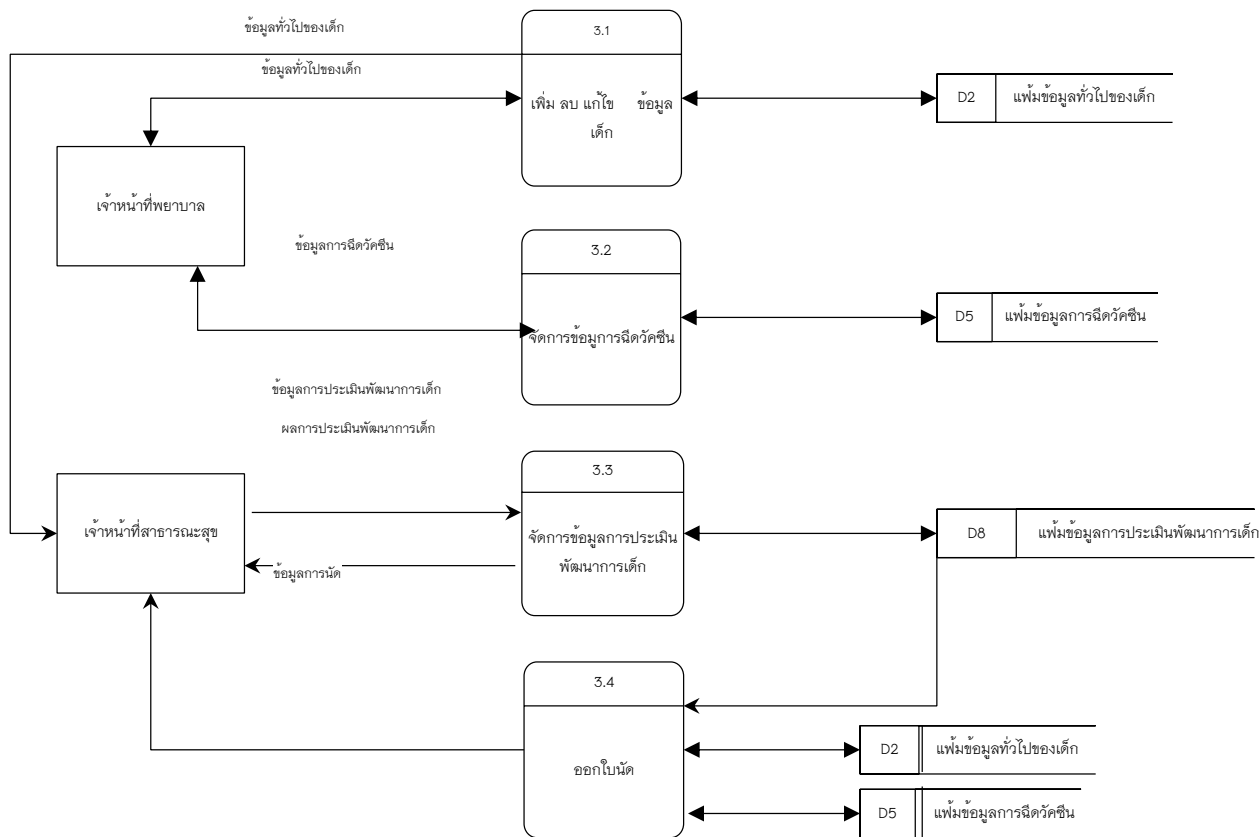 ข้อมูลทั่วไปของเด็ก
3.1
ข้อมูลทั่วไปของเด็ก
เพิ่ม ลบ แก้ไข ข้อมูล
เด็ก
D2 แฟ้มข้อมูลทั่วไปของเด็ก
เจ้าหน้าที่พยาบาล
ข้อมูลการฉีดวัคซีน
3.2
จัดการข้อมูการฉีดวัคซีน
D5 แฟ้มข้อมูลการฉีดวัคซีน
ข้อมูลการประเมินพัฒนาการเด็ก
ผลการประเมินพัฒนาการเด็ก
3.3
เจ้าหน้าที่สาธารณะสุข
จัดการข้อมูลการประเมิน
พัฒนาการเด็ก
D8 แฟ้มข้อมูลการประเมินพัฒนาการเด็ก
ข้อมูลการนัด
3.4
ออกใบนัด
D2 แฟ้มข้อมูลทั่วไปของเด็ก
D5 แฟ้มข้อมูลการฉีดวัคซีน